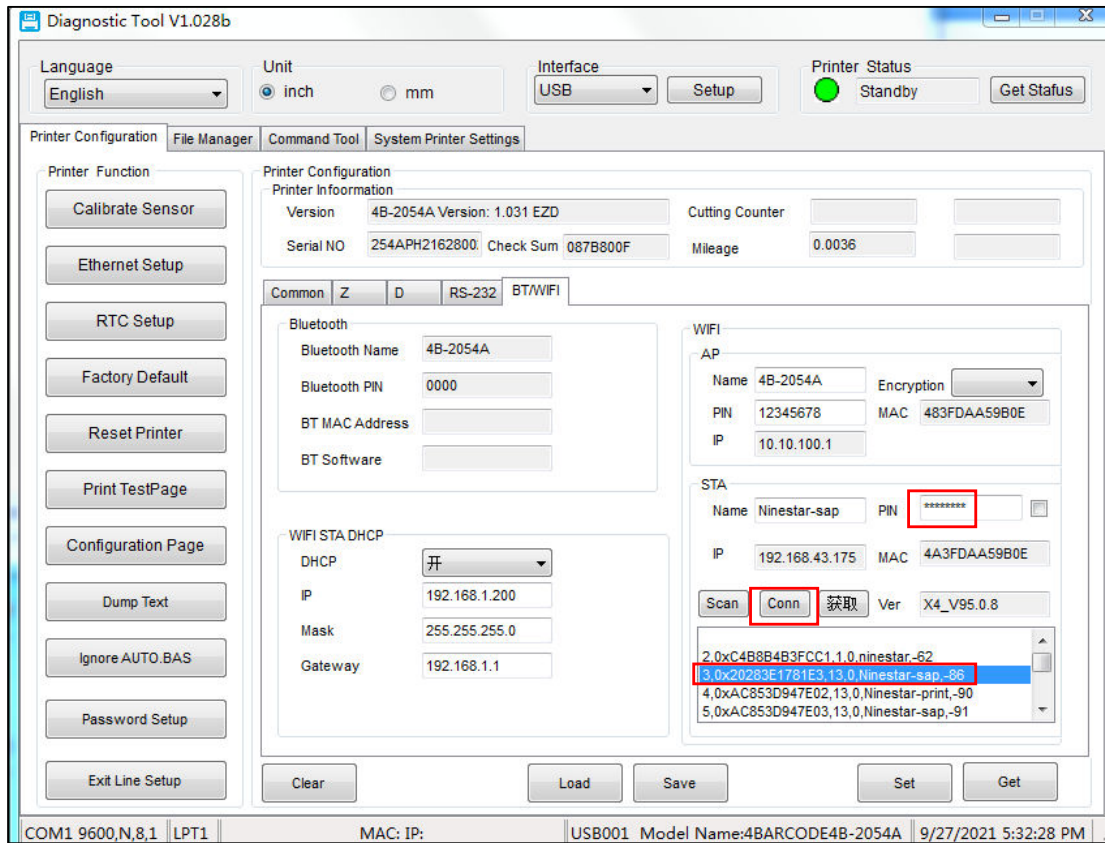 Diagnostic Tool V1.028b
Language
Unit
Interface
Printer Status
English
inch
mm
USB
Setup
Standby
Get Stafus
Printer Configuration
File Manager
Command Tool
System Printer Settings
Printer Function
Calibrate Sensor
Ethernet Setup
RTC Setup
Factory Default
Reset Printer
Print TestPage
Configuration Page
Dump Text
Ignore AUTO.BAS
Password Setup
Exit Line Setup
Printer Configuration
Printer Infoormation
Version 4B-2054A Version: 1.031 EZD
Cutting Counter
Serial NO 254APH2162800 Check Sum 087B800F
Mileage 0.0036
Common Z D RS-232 BT/WIFI
Bluetooth
Bluetooth Name 4B-2054A
Bluetooth PIN 0000
BT MAC Address
BT Software
WIFI STA DHCP
DHCP 开
IP 192.168.1.200
Mask 255.255.255.0
Gateway 192.168.1.1
WIFI
AP
Name 4B-2054A Encryption
PIN 12345678 MAC 483FDAA59B0E
IP 10.10.100.1
STA
Name Ninestar-sap PIN ********
IP 192.168.43.175 MAC 4A3FDAA59B0E
Scan Conn 获取 Ver X4_V95.0.8
2,0xC4B8B4B3FCC1,1,0,ninestar,-62
3,0x20283E1781E3,13,0,Ninestar-sap,-86
4,0xAC853D947E02,13,0,Ninestar-print,-90
5,0xAC853D947E03,13,0,Ninestar-sap,-91
Clear Load Save Set Get
COM1 9600,N,8,1 LPT1 MAC: IP: USB001 Model Name:4BARCODE4B-2054A 9/27/2021 5:32:28 PM